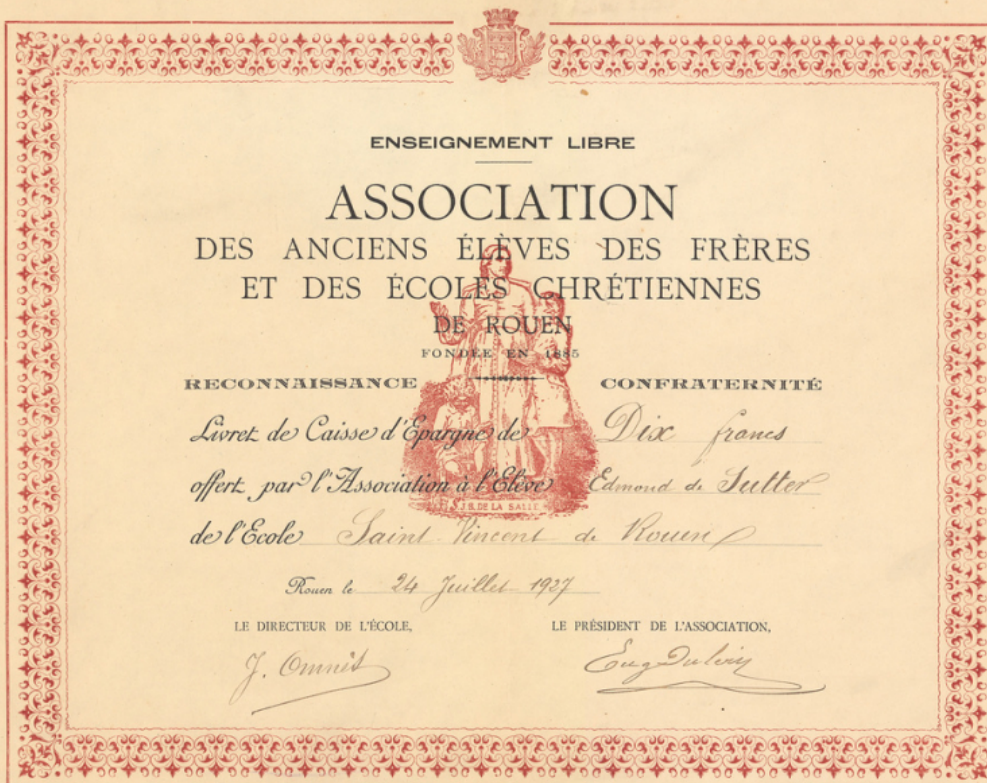 ENSEIGNEMENT LIBRE
ASSOCIATION
DES ANCIENS ÉLÈVES DES FRÈRES
ET DES ÉCOLES CHRÉTIENNES
DE ROUEN
FONDÉE EN 1885
RECONNAISSANCE CONFRATERNITÉ
Livret de Caisse d'Epargne de Dix francs
offert par l'Association à l'Elève Edmond de Sutter
J.B. DE LA SALLE
de l'Ecole Saint Vincent de Rouen
Rouen le 24 Juillet 1927
LE DIRECTEUR DE L'ÉCOLE, LE PRÉSIDENT DE L'ASSOCIATION,
J. Eug